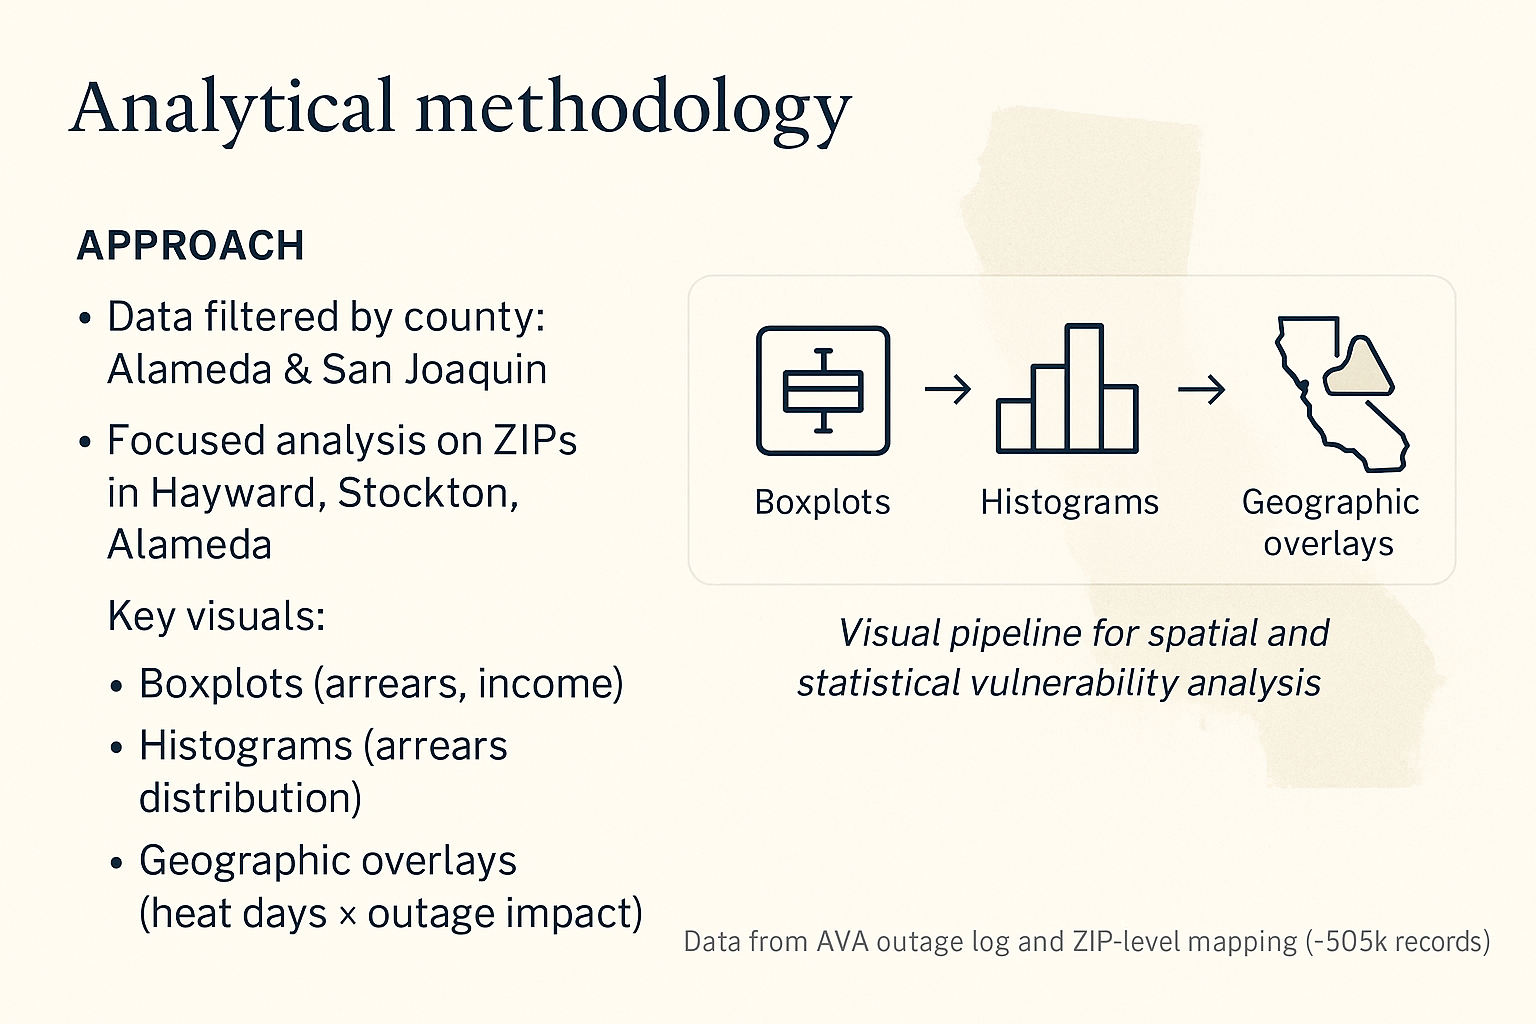 Analytical methodology
APPROACH
• Data filtered by county:
Alameda & San Joaquin
• Focused analysis on ZIPs
in Hayward, Stockton,
Alameda
Key visuals:
• Boxplots (arrears, income)
• Histograms (arrears
distribution)
• Geographic overlays
(heat days × outage impact)
Boxplots
Histograms
Geographic
overlays
Visual pipeline for spatial and
statistical vulnerability analysis
Data from AVA outage log and ZIP-level mapping (-505k records)